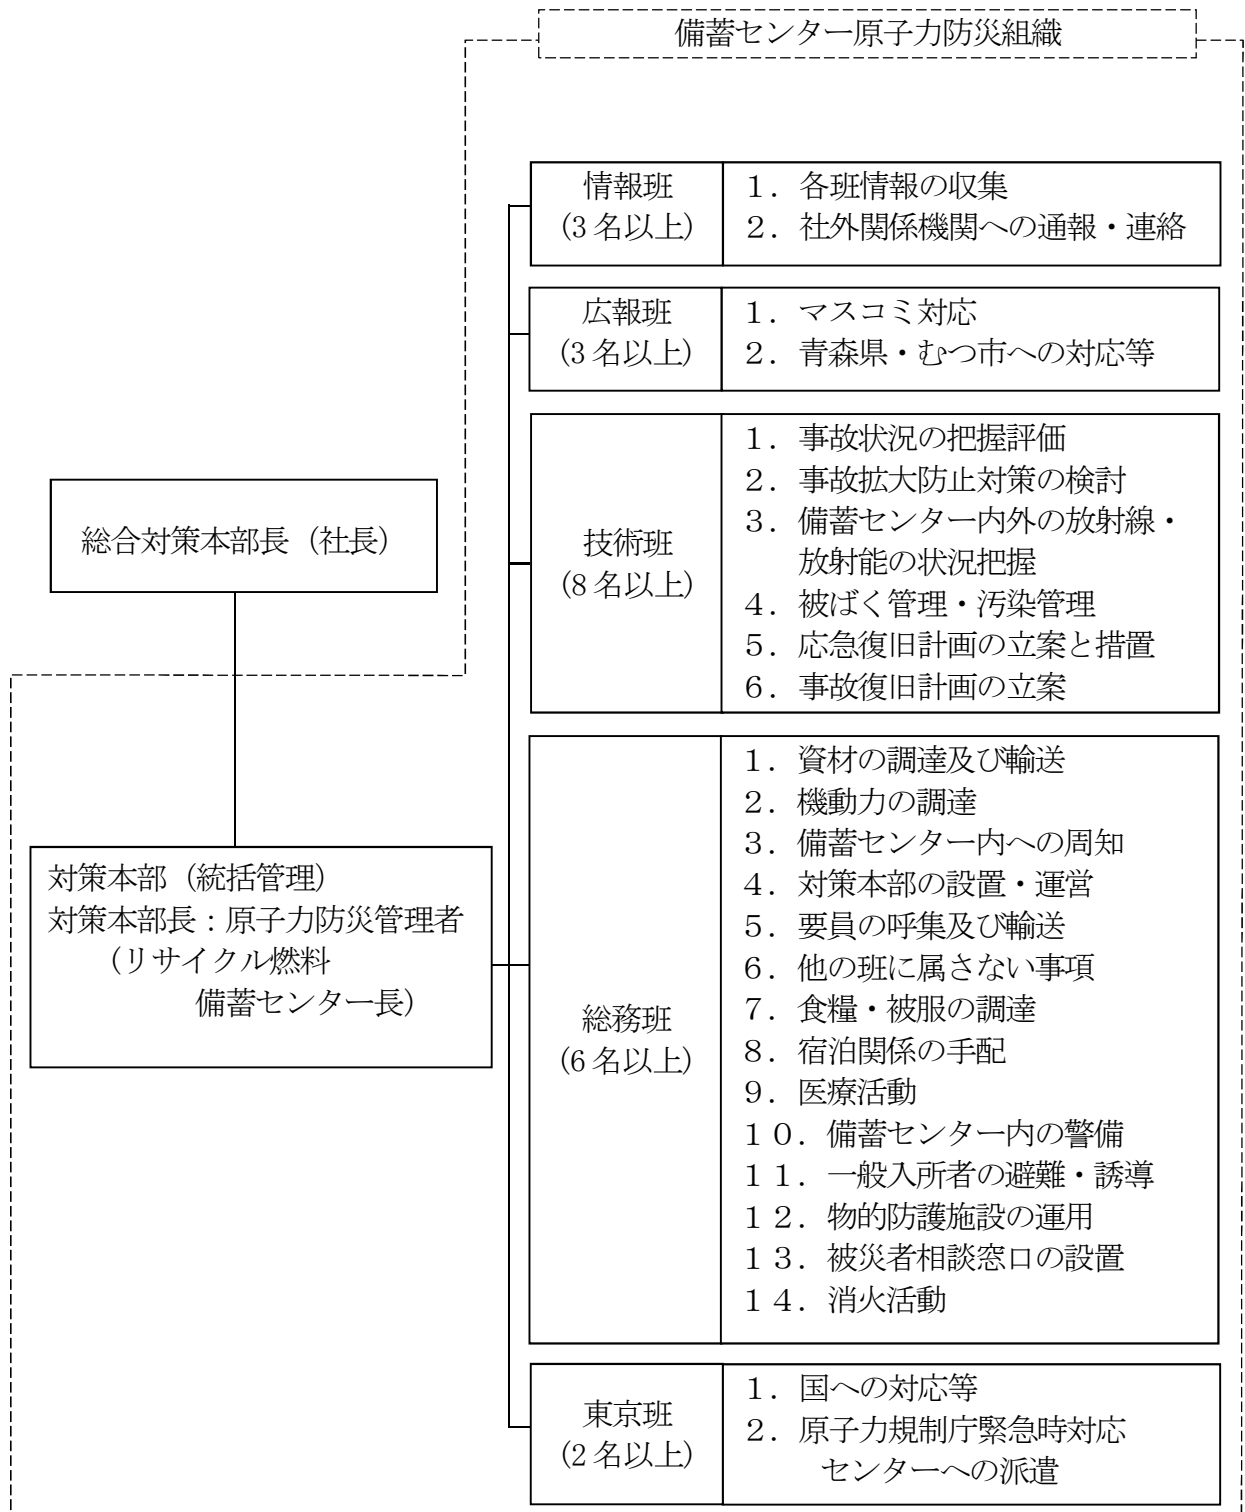 備蓄センター原子力防災組織
情報班
(3名以上)
１．各班情報の収集
２．社外関係機関への通報・連絡
広報班
(3名以上)
１．マスコミ対応
２．青森県・むつ市への対応等
総合対策本部長（社長）
技術班
(8名以上)
１．事故状況の把握評価
２．事故拡大防止対策の検討
３．備蓄センター内外の放射線・
放射能の状況把握
４．被ばく管理・汚染管理
５．応急復旧計画の立案と措置
６．事故復旧計画の立案
対策本部（統括管理）
対策本部長：原子力防災管理者
（リサイクル燃料
備蓄センター長）
総務班
(6名以上)
１．資材の調達及び輸送
２．機動力の調達
３．備蓄センター内への周知
４．対策本部の設置・運営
５．要員の呼集及び輸送
６．他の班に属さない事項
７．食糧・被服の調達
８．宿泊関係の手配
９．医療活動
１０．備蓄センター内の警備
１１．一般入所者の避難・誘導
１２．物的防護施設の運用
１３．被災者相談窓口の設置
１４．消火活動
東京班
(2名以上)
１．国への対応等
２．原子力規制庁緊急時対応
センターへの派遣